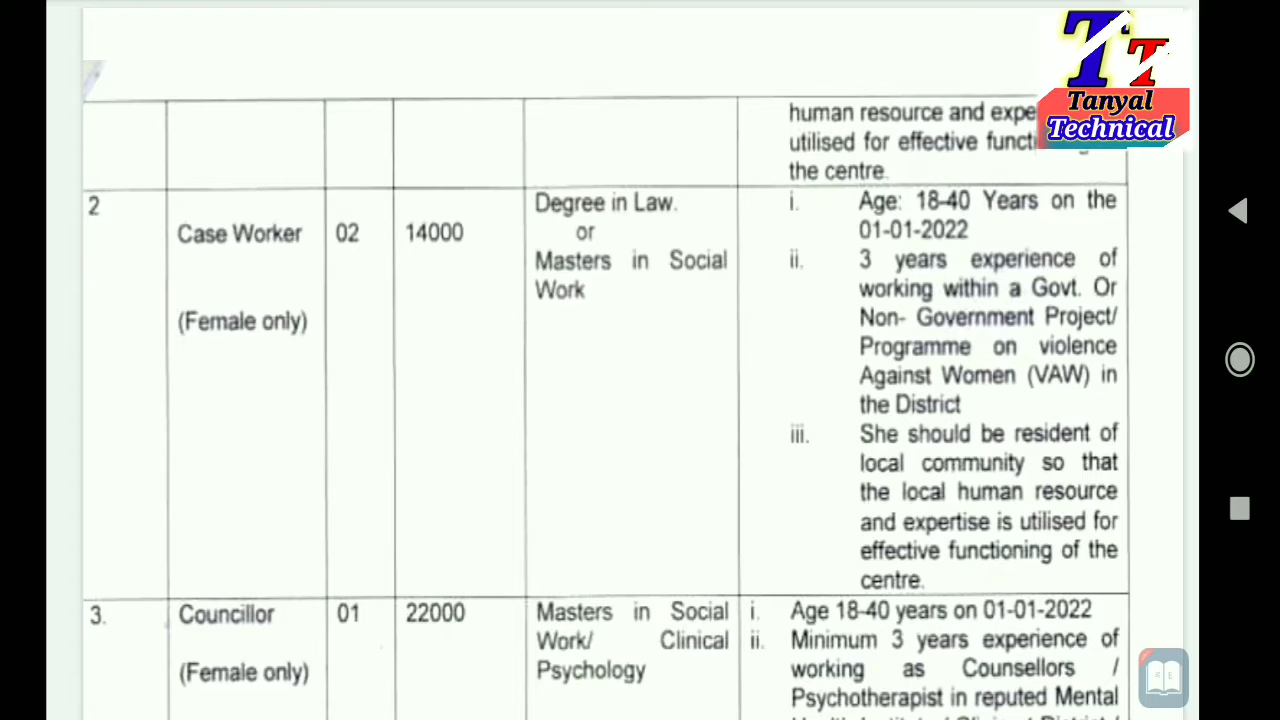 T T
Tanyal
Technical
human resource and
utilised for effective
the centre.
2
Case Worker
(Female only)
02
14000
Degree in Law.
or
Masters in Social
Work
i. Age: 18-40 Years on the
01-01-2022
ii. 3 years experience of
working within a Govt. Or
Non- Government Project/
Programme on violence
Against Women (VAW) in
the District
iii. She should be resident of
local community so that
the local human resource
and expertise is utilised for
effective functioning of the
centre.
3.
Councillor
(Female only)
01
22000
Masters in Social
Work/ Clinical
Psychology
i. Age 18-40 years on 01-01-2022
ii. Minimum 3 years experience of
working as Counsellors /
Psychotherapist in reputed Mental